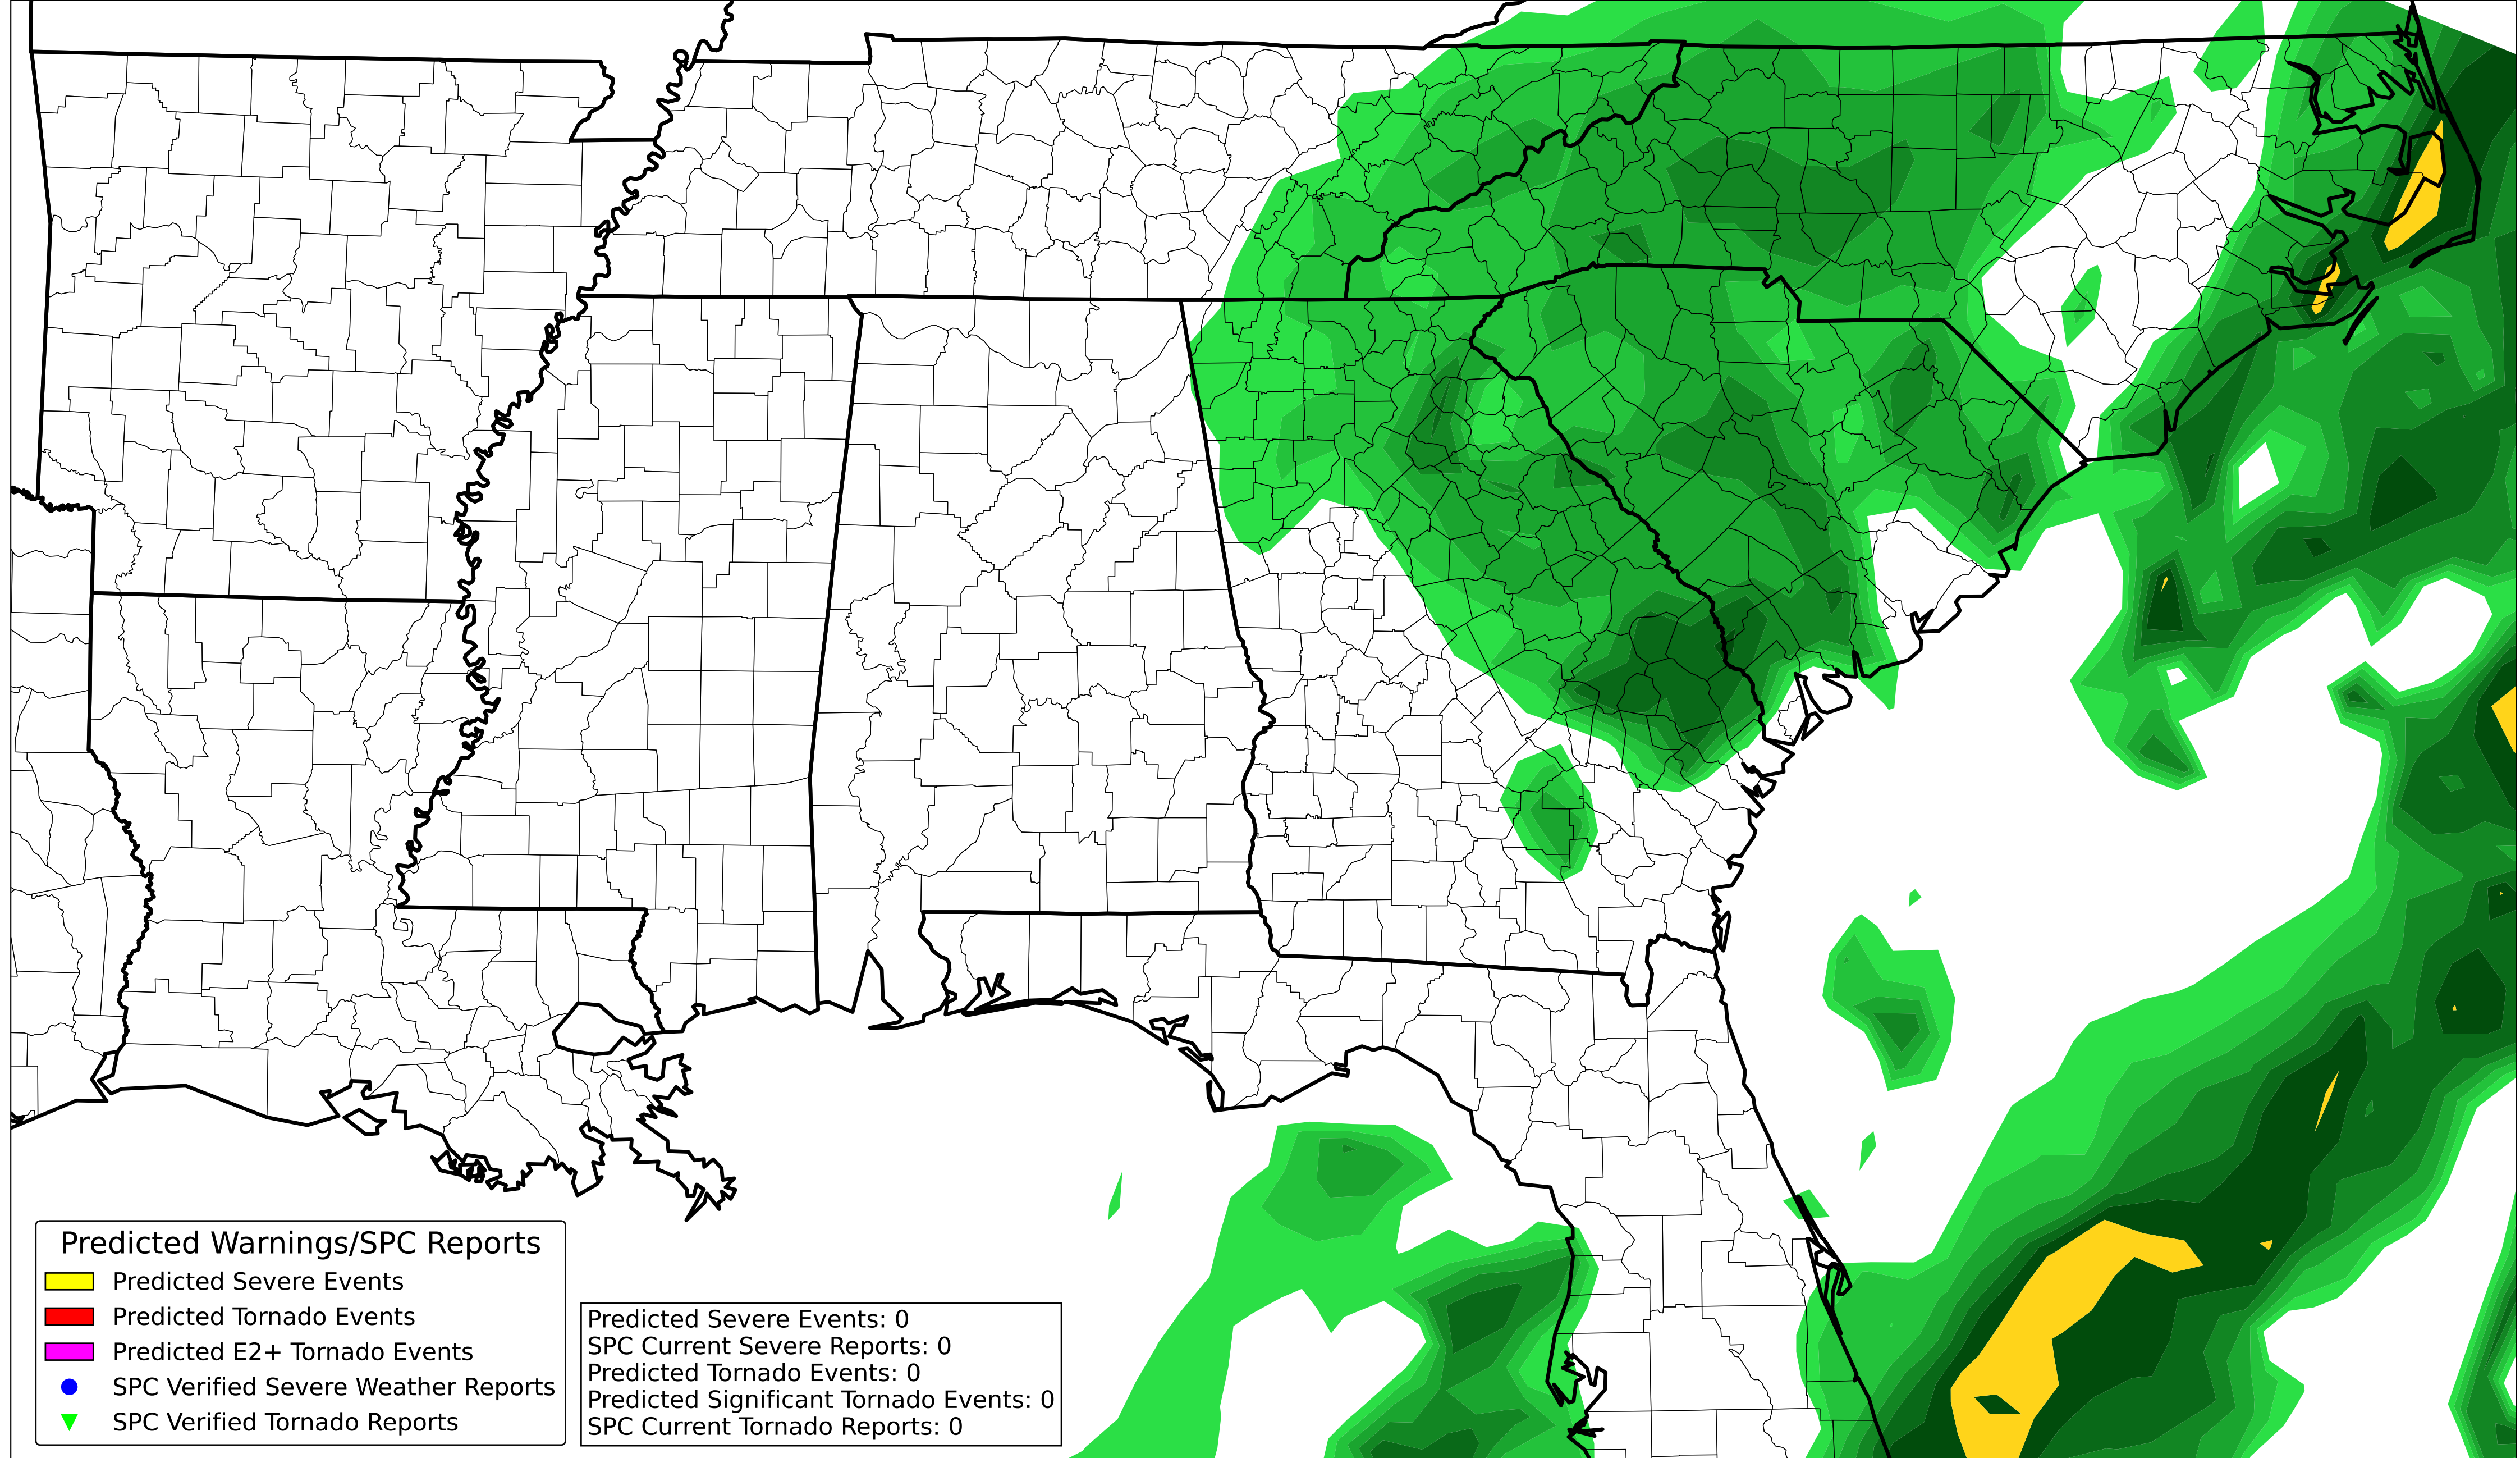 Predicted Warnings/SPC Reports
Predicted Severe Events
Predicted Tornado Events
Predicted E2+ Tornado Events
SPC Verified Severe Weather Reports
SPC Verified Tornado Reports
Predicted Severe Events: 0
SPC Current Severe Reports: 0
Predicted Tornado Events: 0
Predicted Significant Tornado Events: 0
SPC Current Tornado Reports: 0